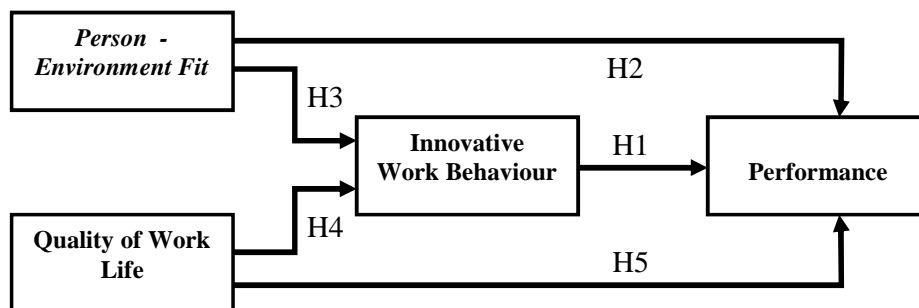 Person -
Environment Fit
H2
H3
Innovative
Work Behaviour
H1
Performance
H4
Quality of Work
Life
H5